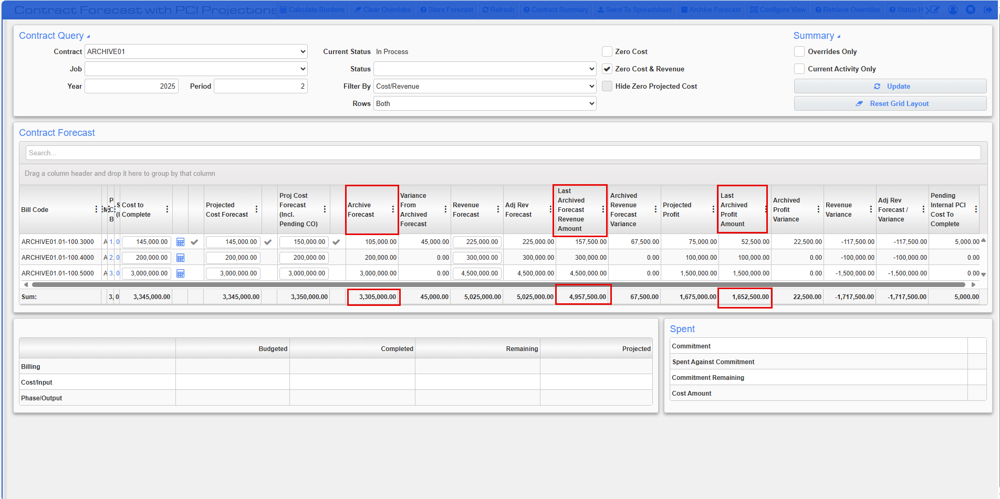 Contract Forecast with PCI Projections Calculate Burdens Clear Overrides Store Forecast Refresh Contract Summary Send To Spreadsheet Archive Forecast Configure View Retrieve Overrides Status H
Contract Query Summary
Contract ARCHIVE01 Current Status In Process Zero Cost Overrides Only
Job Status Zero Cost & Revenue Current Activity Only
Year 2025 Period 2 Filter By Cost/Revenue Hide Zero Projected Cost Update
Rows Both Reset Grid Layout
Contract Forecast
Search...
Drag a column header and drop it here to group by that column
Bill Code
M
P
C
B
S
(I
Cost to
Complete
Projected
Cost Forecast
Proj Cost
Forecast
(Incl.
Pending CO)
Archive
Forecast
Variance
From
Archived
Forecast
Revenue
Forecast
Adj Rev
Forecast
Last
Archived
Forecast
Revenue
Amount
Archived
Revenue
Forecast
Variance
Projected
Profit
Last
Archived
Profit
Amount
Archived
Profit
Variance
Revenue
Variance
Adj Rev
Forecast /
Variance
Pending
Internal PCI
Cost To
Complete
ARCHIVE01.01-100.3000 A 1. 0 145,000.00 145,000.00 150,000.00 105,000.00 45,000.00 225,000.00 225,000.00 157,500.00 67,500.00 75,000.00 52,500.00 22,500.00 -117,500.00 -117,500.00 5,000.00
ARCHIVE01.01-100.4000 A 2. 0 200,000.00 200,000.00 200,000.00 200,000.00 0.00 300,000.00 300,000.00 300,000.00 0.00 100,000.00 100,000.00 0.00 -100,000.00 -100,000.00 0.00
ARCHIVE01.01-100.5000 A 3. 0 3,000,000.00 3,000,000.00 3,000,000.00 3,000,000.00 0.00 4,500,000.00 4,500,000.00 4,500,000.00 0.00 1,500,000.00 1,500,000.00 0.00 -1,500,000.00 -1,500,000.00 0.00
Sum: 3, 0 3,345,000.00 3,345,000.00 3,350,000.00 3,305,000.00 45,000.00 5,025,000.00 5,025,000.00 4,957,500.00 67,500.00 1,675,000.00 1,652,500.00 22,500.00 -1,717,500.00 -1,717,500.00 5,000.00
Budgeted Completed Remaining Projected
Billing
Cost/Input
Phase/Output
Spent
Commitment
Spent Against Commitment
Commitment Remaining
Cost Amount